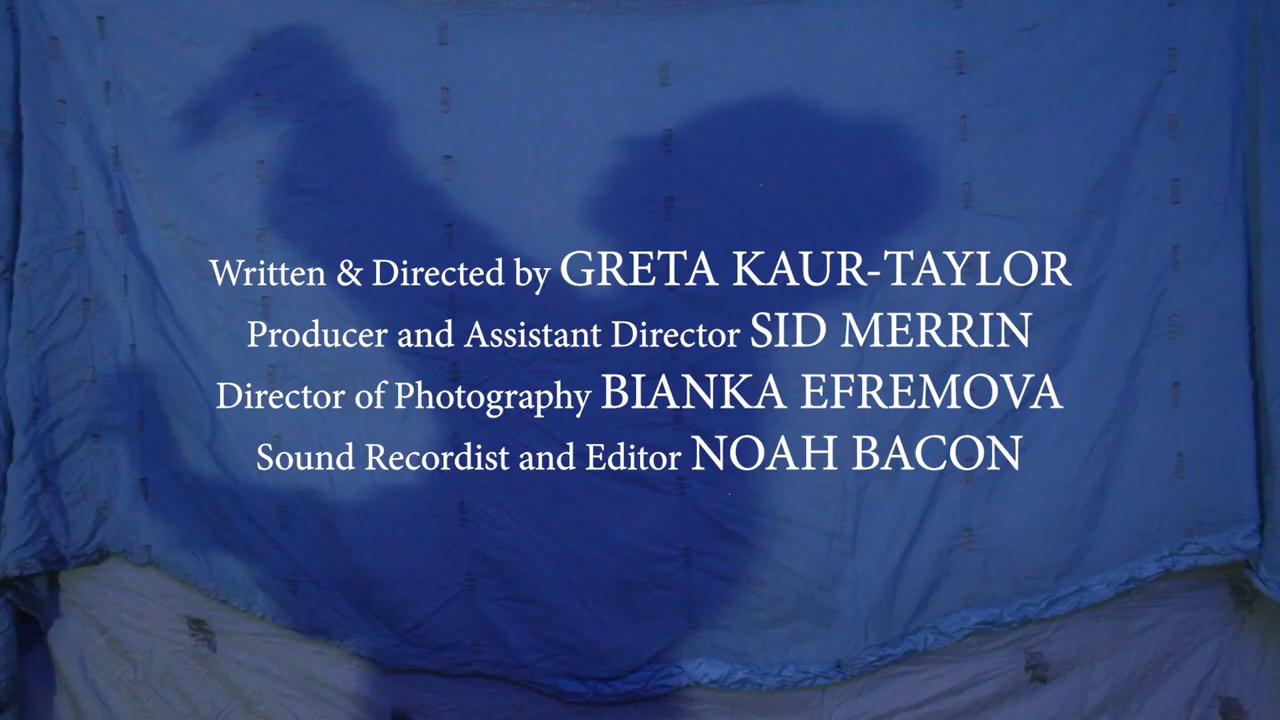 Written & Directed by GRETA KAUR-TAYLOR
Producer and Assistant Director SID MERRIN
Director of Photography BIANKA EFREMOVA
Sound Recordist and Editor NOAH BACON